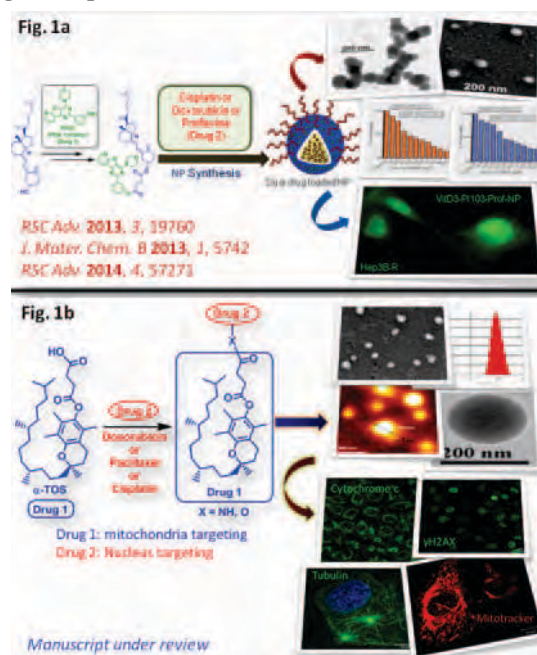 Fig. 1a
Cisplatin or
Doxorubicin or
Proflavine
(Drug 2)
NP Synthesis
Dual drug loaded NP
200 nm
VitD3-PI103-Prof-NP
Hep3B-R
RSC Adv. 2013, 3, 19760
J. Mater. Chem. B 2013, 1, 5742
RSC Adv. 2014, 4, 57271
Fig. 1b
Drug 2
HO
O
X
O
Drug 2
Doxorubicin
or
Paclitaxel
or
Cisplatin
α-TOS
Drug 1
Drug 1
X = NH, O
200 nm
Drug 1: mitochondria targeting
Drug 2: Nucleus targeting
Cytochrome c
γH2AX
Tubulin
Mitotracker
Manuscript under review